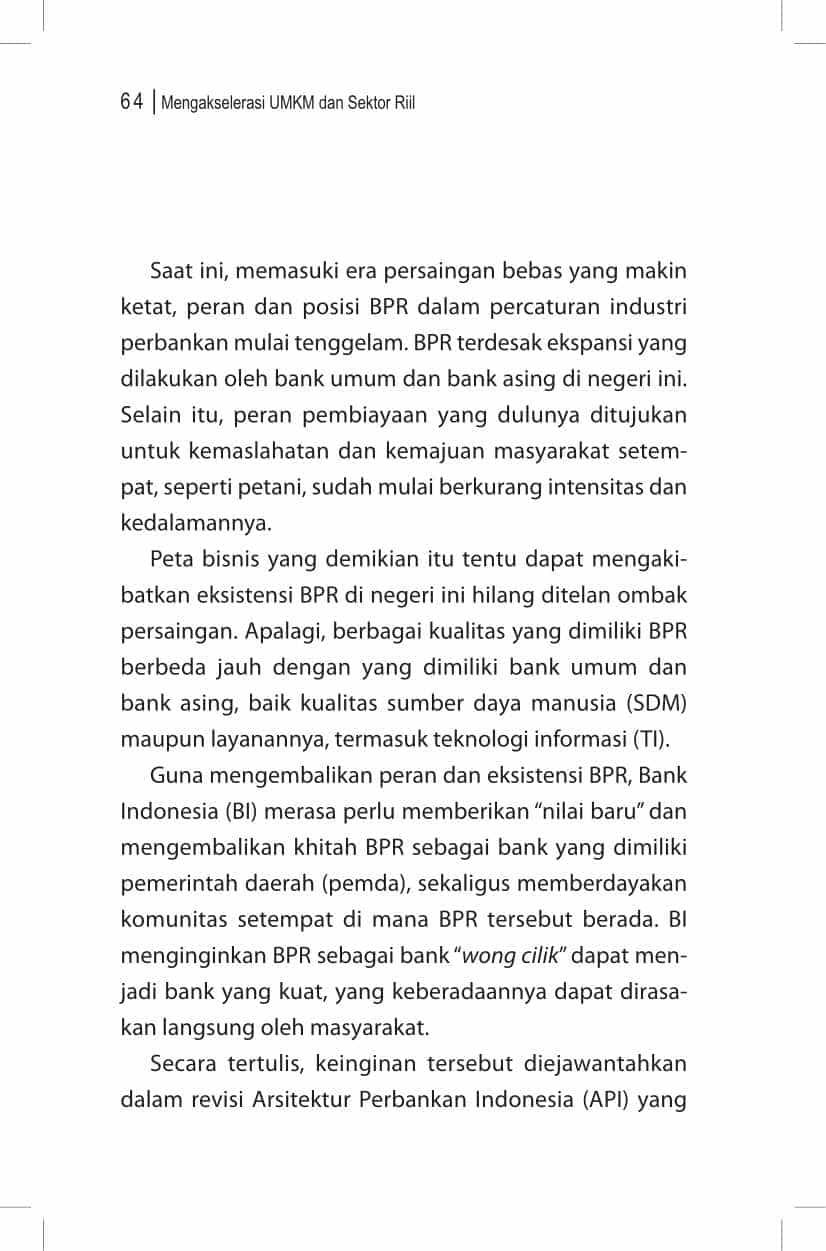 64 | Mengakselerasi UMKM dan Sektor Riil
Saat ini, memasuki era persaingan bebas yang makin
ketat, peran dan posisi BPR dalam percaturan industri
perbankan mulai tenggelam. BPR terdesak ekspansi yang
dilakukan oleh bank umum dan bank asing di negeri ini.
Selain itu, peran pembiayaan yang dulunya ditujukan
untuk kemaslahatan dan kemajuan masyarakat setem-
pat, seperti petani, sudah mulai berkurang intensitas dan
kedalamannya.
Peta bisnis yang demikian itu tentu dapat mengaki-
batkan eksistensi BPR di negeri ini hilang ditelan ombak
persaingan. Apalagi, berbagai kualitas yang dimiliki BPR
berbeda jauh dengan yang dimiliki bank umum dan
bank asing, baik kualitas sumber daya manusia (SDM)
maupun layanannya, termasuk teknologi informasi (TI).
Guna mengembalikan peran dan eksistensi BPR, Bank
Indonesia (BI) merasa perlu memberikan “nilai baru” dan
mengembalikan khitah BPR sebagai bank yang dimiliki
pemerintah daerah (pemda), sekaligus memberdayakan
komunitas setempat di mana BPR tersebut berada. BI
menginginkan BPR sebagai bank “wong cilik” dapat men-
jadi bank yang kuat, yang keberadaannya dapat dirasa-
kan langsung oleh masyarakat.
Secara tertulis, keinginan tersebut diejawantahkan
dalam revisi Arsitektur Perbankan Indonesia (API) yang